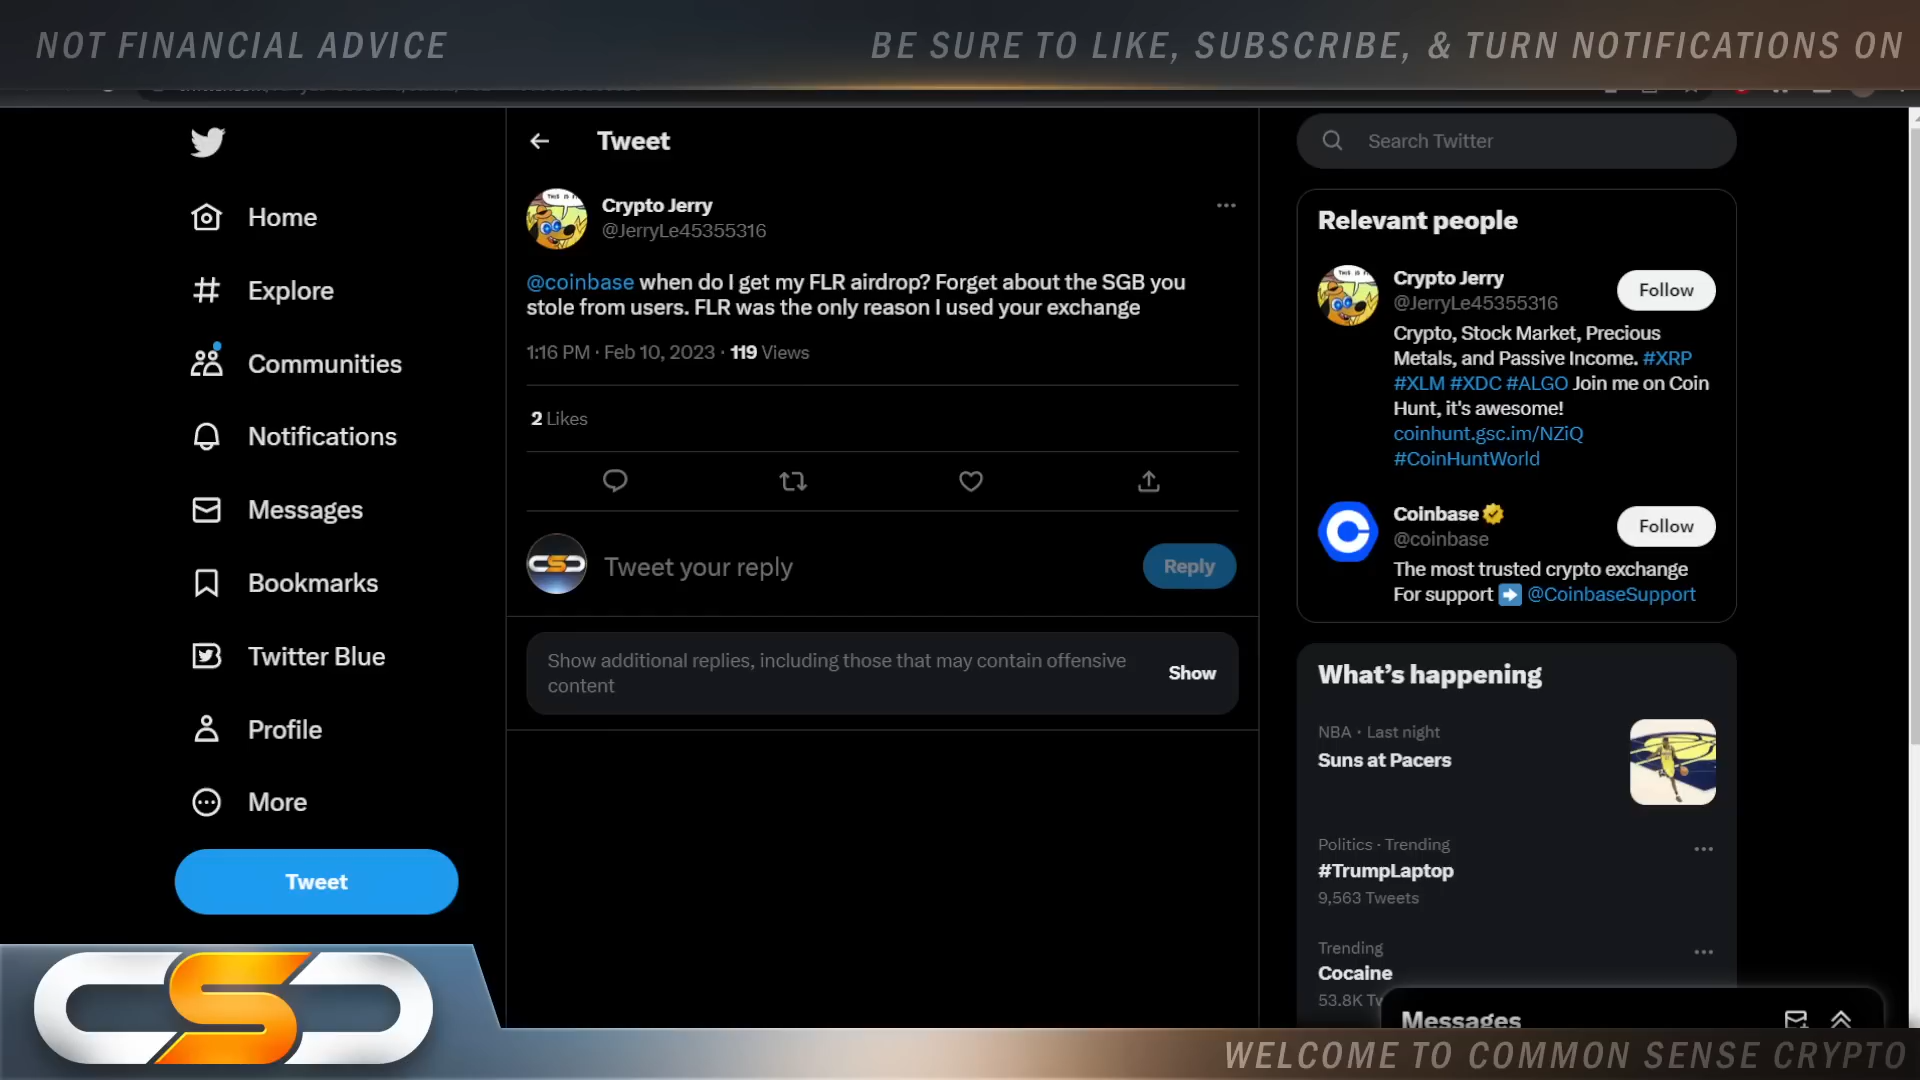 NOT FINANCIAL ADVICE
BE SURE TO LIKE, SUBSCRIBE, & TURN NOTIFICATIONS ON
Home
Explore
Communities
Notifications
Messages
Bookmarks
Twitter Blue
Profile
More
Tweet
Tweet
Crypto Jerry
@JerryLe45355316
@coinbase when do I get my FLR airdrop? Forget about the SGB you
stole from users. FLR was the only reason I used your exchange
1:16 PM · Feb 10, 2023 · 119 Views
2 Likes
Tweet your reply
Reply
Show additional replies, including those that may contain offensive
content
Show
Search Twitter
Relevant people
Crypto Jerry
@JerryLe45355316
Follow
Crypto, Stock Market, Precious
Metals, and Passive Income. #XRP
#XLM #XDC #ALGO Join me on Coin
Hunt, it's awesome!
coinhunt.gsc.im/NZiQ
#CoinHuntWorld
Coinbase
@coinbase
Follow
The most trusted crypto exchange
For support ➡️ @CoinbaseSupport
What's happening
NBA · Last night
Suns at Pacers
Politics · Trending
#TrumpLaptop
9,563 Tweets
Trending
Cocaine
53.8K
Messages
CSC
WELCOME TO COMMON SENSE CRYPTO